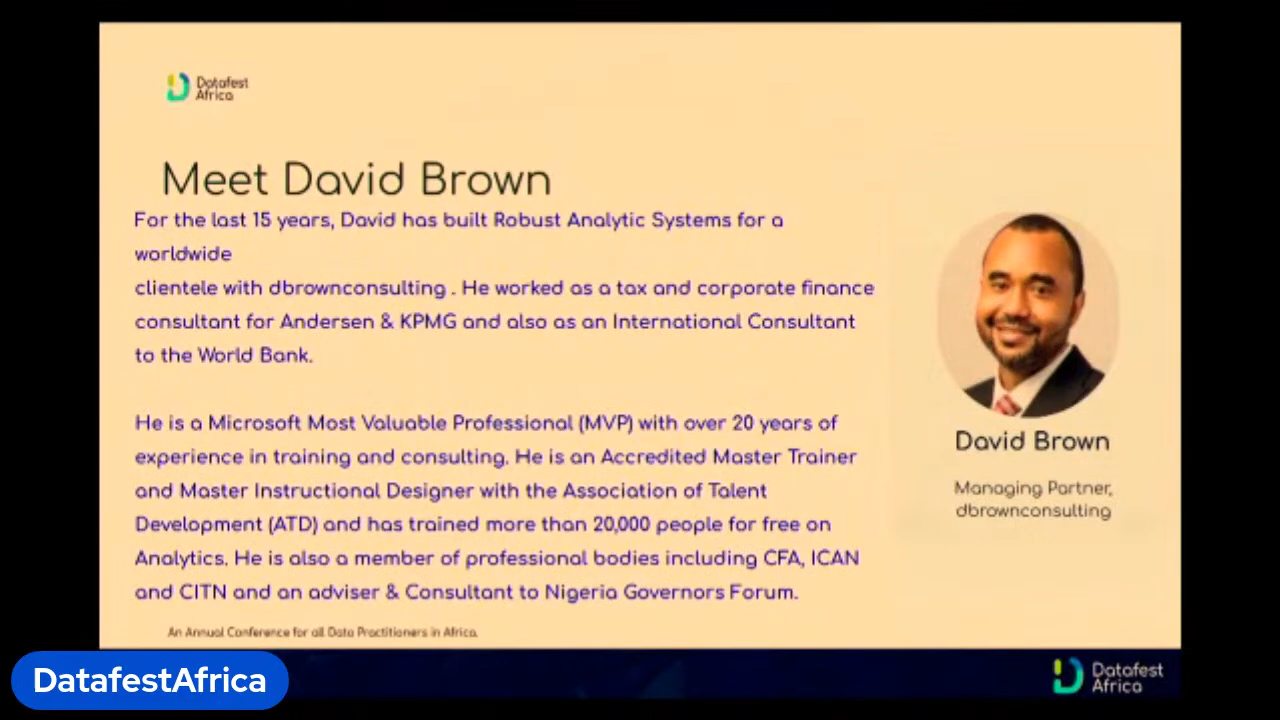 Datafest
Africa
Meet David Brown
For the last 15 years, David has built Robust Analytic Systems for a
worldwide
clientele with dbrownconsulting . He worked as a tax and corporate finance
consultant for Andersen & KPMG and also as an International Consultant
to the World Bank.
He is a Microsoft Most Valuable Professional (MVP) with over 20 years of
experience in training and consulting. He is an Accredited Master Trainer
and Master Instructional Designer with the Association of Talent
Development (ATD) and has trained more than 20,000 people for free on
Analytics. He is also a member of professional bodies including CFA, ICAN
and CITN and an adviser & Consultant to Nigeria Governors Forum.
David Brown
Managing Partner,
dbrownconsulting
An Annual Conference for all Data Practitioners in Africa.
DatafestAfrica
Datafest
Africa